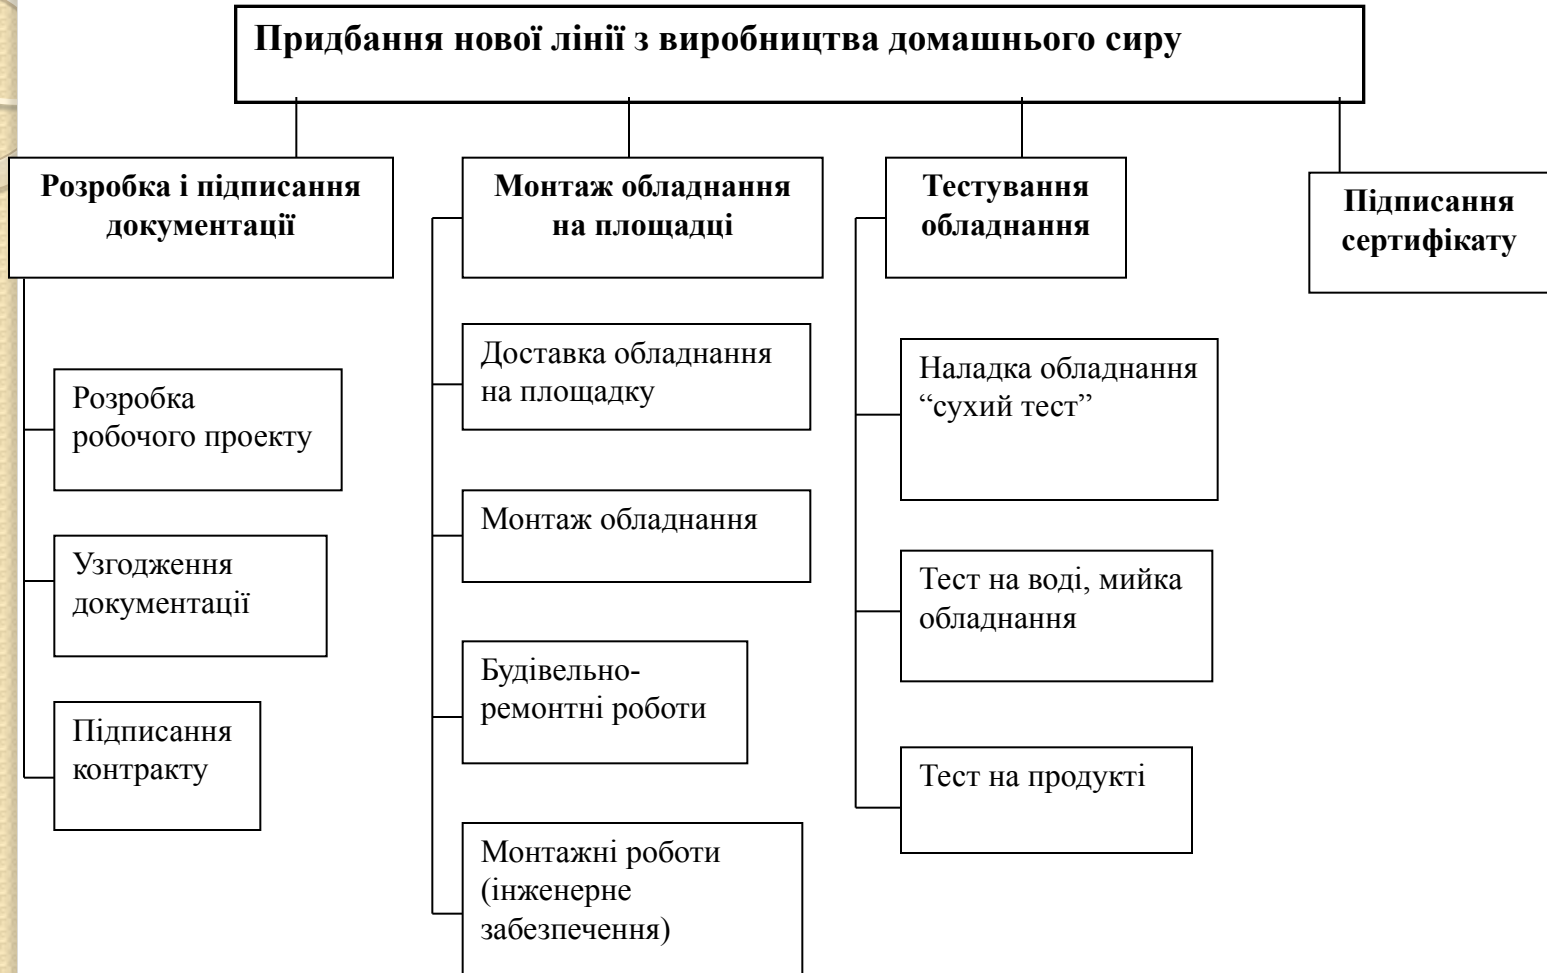 Придбання нової лінії з виробництва домашнього сиру
Розробка і підписання
документації
Розробка
робочого проекту
Узгодження
документації
Підписання
контракту
Монтаж обладнання
на площадці
Доставка обладнання
на площадку
Монтаж обладнання
Будівельно-
ремонтні роботи
Монтажні роботи
(інженерне
забезпечення)
Тестування
обладнання
Наладка обладнання
“сухий тест”
Тест на воді, мийка
обладнання
Тест на продукті
Підписання
сертифікату